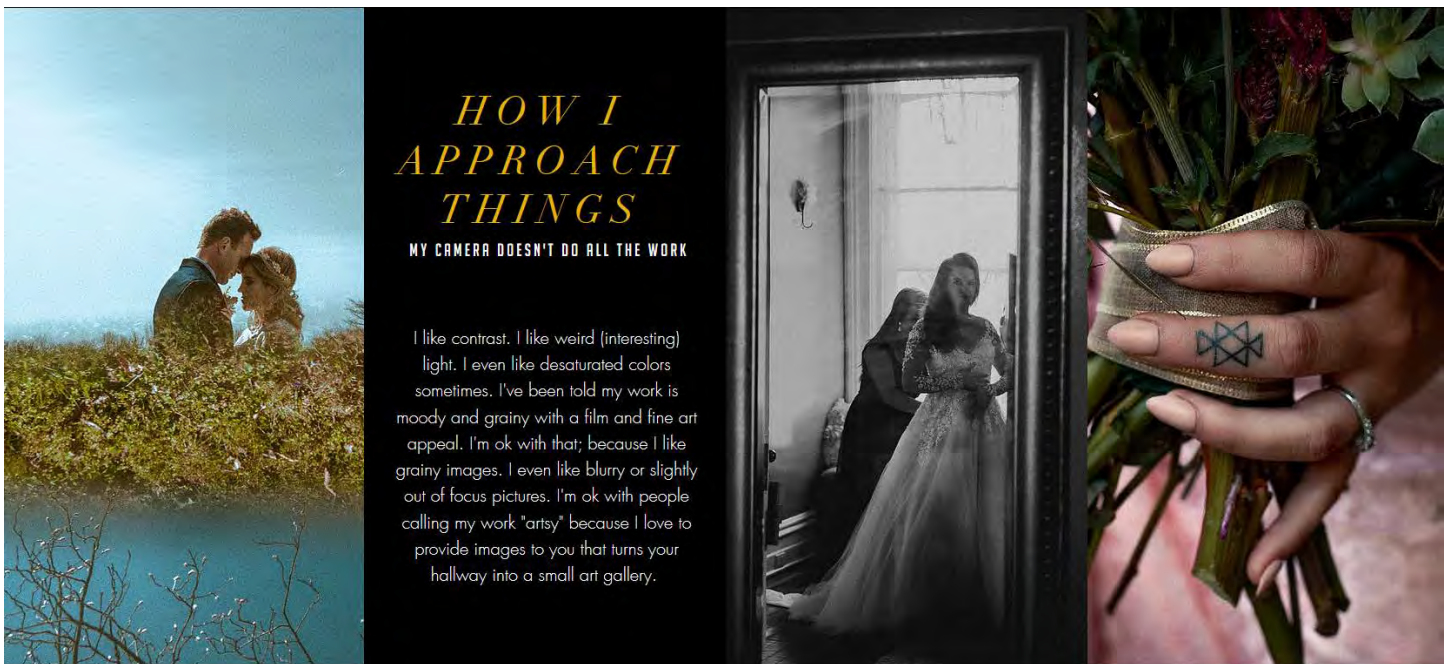 HOW I
APPROACH
THINGS
MY CAMERA DOESN'T DO ALL THE WORK
I like contrast. I like weird (interesting)
light. I even like desaturated colors
sometimes. I've been told my work is
moody and grainy with a film and fine art
appeal. I'm ok with that; because I like
grainy images. I even like blurry or slightly
out of focus pictures. I'm ok with people
calling my work "artsy" because I love to
provide images to you that turns your
hallway into a small art gallery.